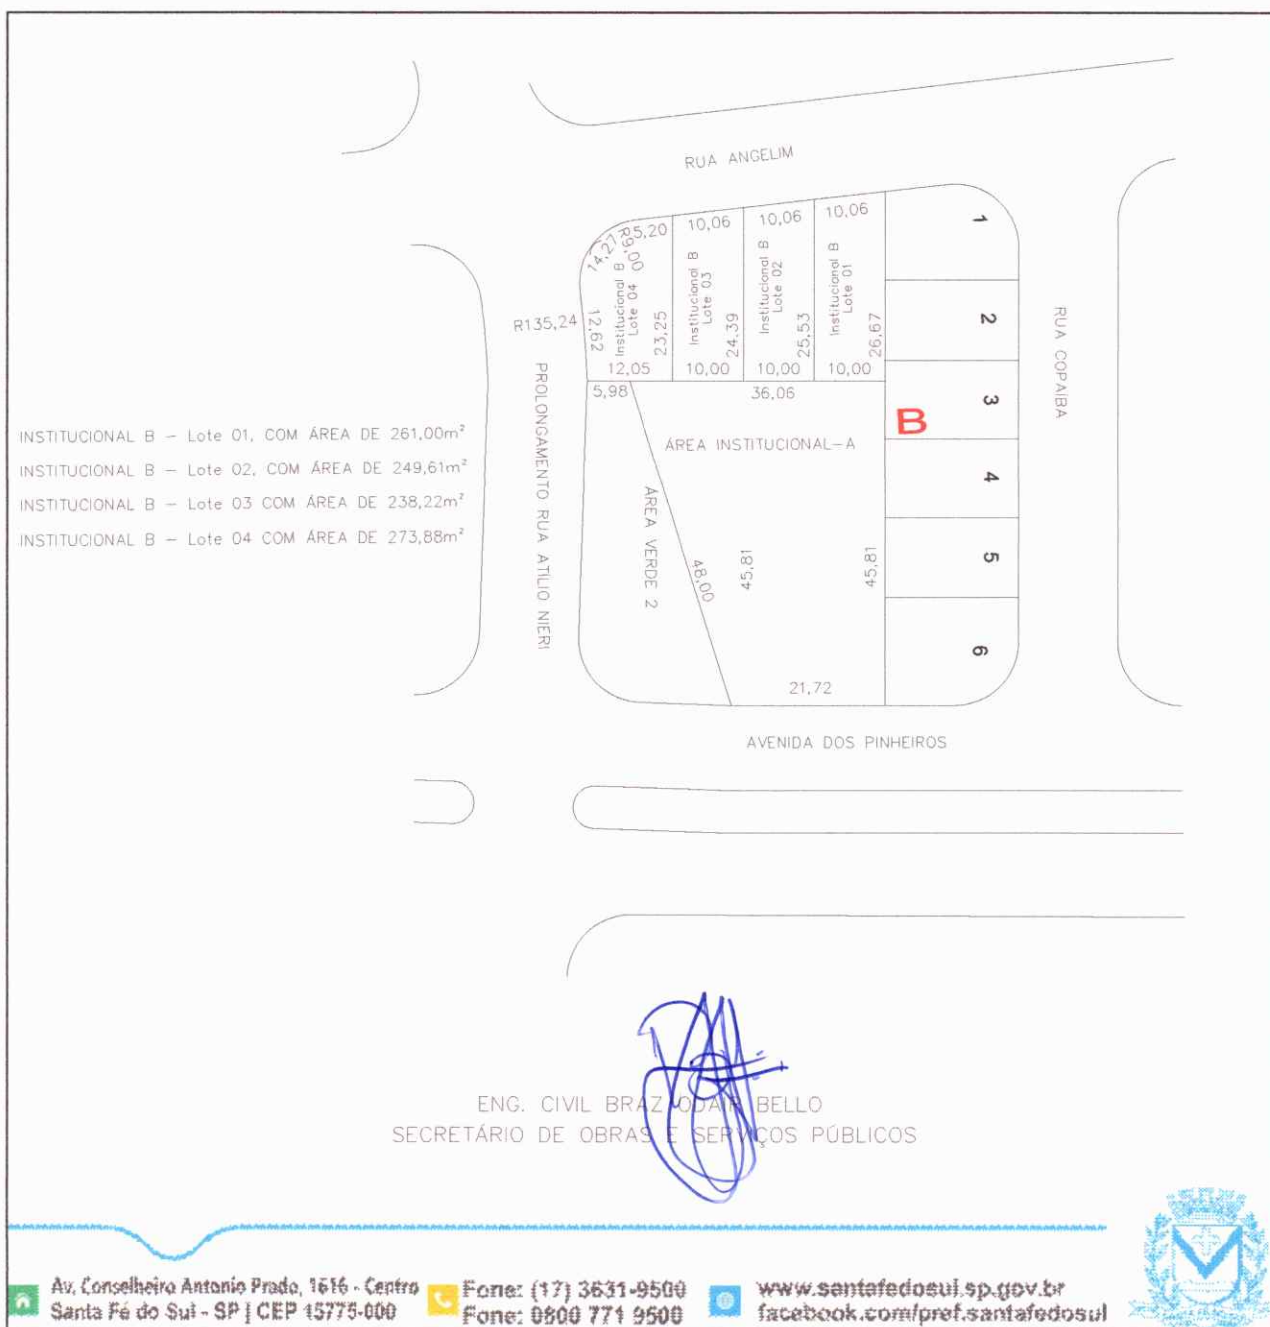 RUA ANGELIM
5,20
10,06
10,06
10,06
R9,00
14,27
Institucional B
Lote 04
Institucional B
Lote 03
Institucional B
Lote 02
Institucional B
Lote 01
R135,24
12,62
23,25
24,39
25,53
26,67
12,05
10,00
10,00
10,00
5,98
36,06
1
2
3
4
5
6
B
RUA COPAIBA
PROLONGAMENTO RUA ATÍLIO NIERI
ÁREA INSTITUCIONAL-A
ÁREA VERDE 2
48,00
45,81
45,81
21,72
INSTITUCIONAL B – Lote 01, COM ÁREA DE 261,00m²
INSTITUCIONAL B – Lote 02, COM ÁREA DE 249,61m²
INSTITUCIONAL B – Lote 03 COM ÁREA DE 238,22m²
INSTITUCIONAL B – Lote 04 COM ÁREA DE 273,88m²
AVENIDA DOS PINHEIROS
ENG. CIVIL BRAZ ODAIR BELLO
SECRETÁRIO DE OBRAS E SERVIÇOS PÚBLICOS
Av. Conselheiro Antonio Prado, 1616 - Centro
Santa Fé do Sul - SP | CEP 15775-000
Fone: (17) 3631-9500
Fone: 0800 771 9500
www.santafedosul.sp.gov.br
facebook.com/pref.santafedosul